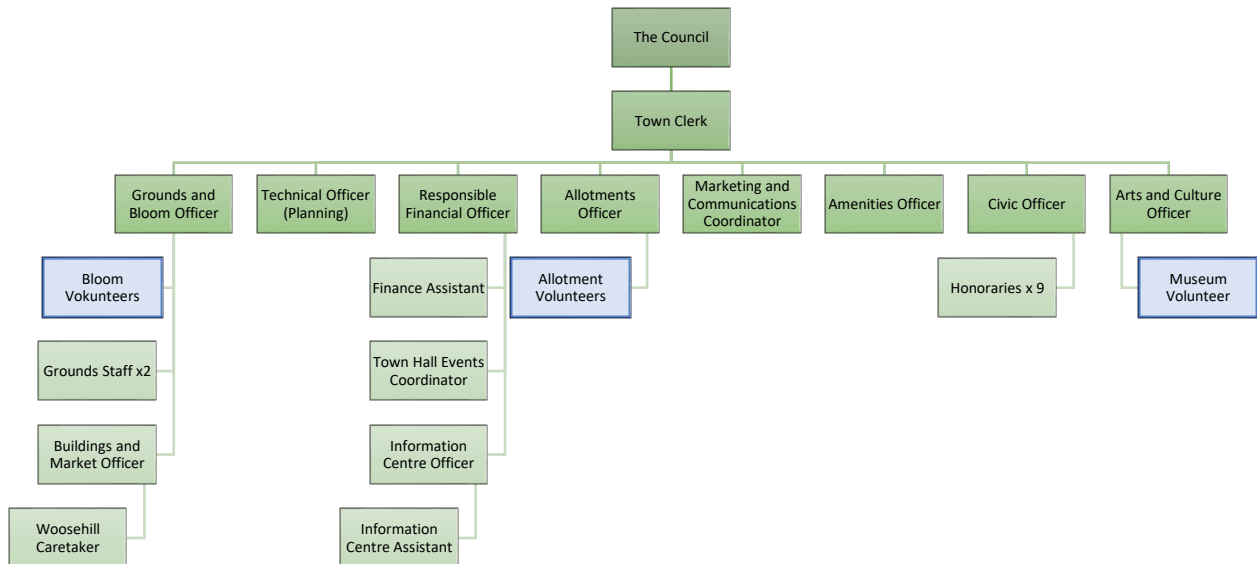 The Council
Town Clerk
Grounds and
Bloom Officer
Technical Officer
(Planning)
Responsible
Financial Officer
Allotments
Officer
Marketing and
Communications
Coordinator
Amenities Officer
Civic Officer
Arts and Culture
Officer
Bloom
Vokunteers
Finance Assistant
Allotment
Volunteers
Honoraries x 9
Museum
Volunteer
Grounds Staff x2
Town Hall Events
Coordinator
Buildings and
Market Officer
Information
Centre Officer
Woosehill
Caretaker
Information
Centre Assistant